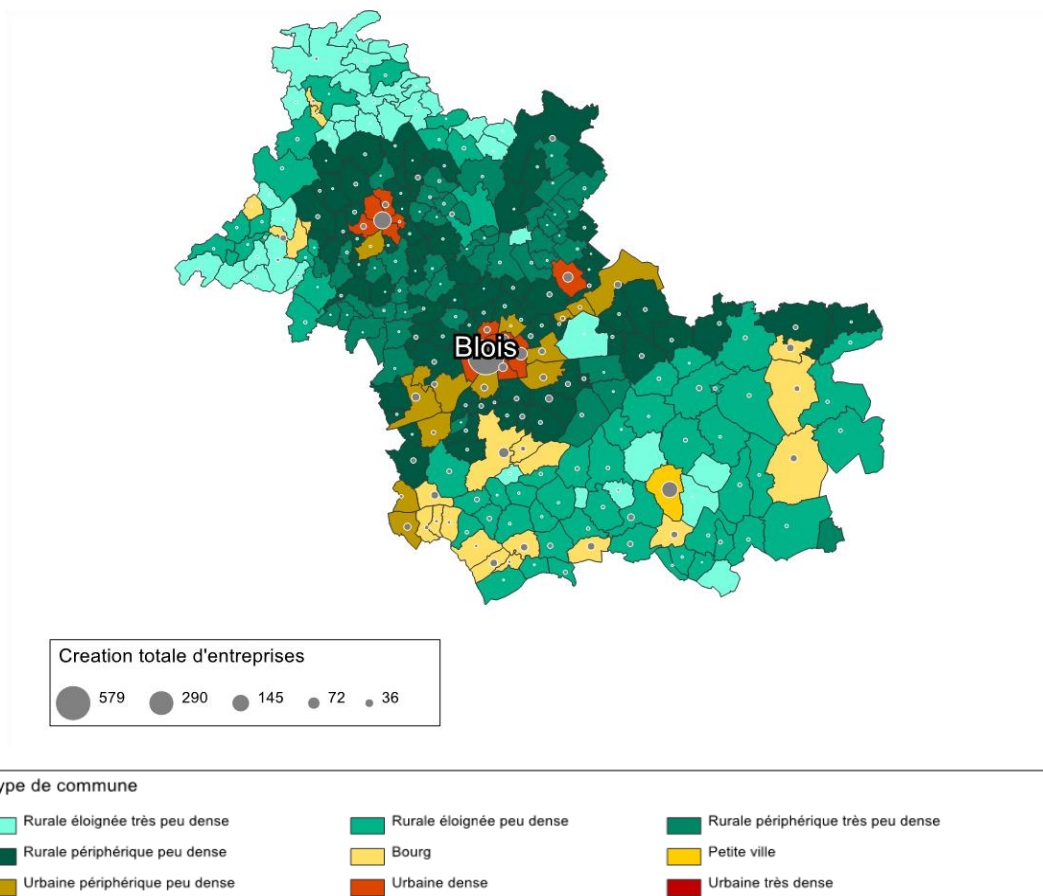 Blois
Creation totale d'entreprises
579 290 145 72 36
ype de commune
Rurale éloignée très peu dense Rurale éloignée peu dense Rurale périphérique très peu dense
Rurale périphérique peu dense Bourg Petite ville
Urbaine périphérique peu dense Urbaine dense Urbaine très dense